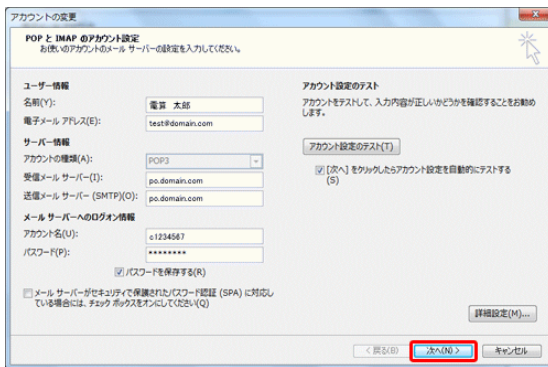 アカウントの変更
POP と IMAP のアカウント設定
お使いのアカウントのメール サーバーの設定を入力してください。
ユーザー情報
名前(Y):
電算 太郎
電子メール アドレス(E):
test@domain.com
サーバー情報
アカウントの種類(A):
POP3
受信メール サーバー(I):
po.domain.com
送信メール サーバー (SMTP)(O):
po.domain.com
メール サーバーへのログオン情報
アカウント名(U):
c1234567
パスワード(P):
********
パスワードを保存する(R)
メール サーバーがセキュリティで保護されたパスワード認証 (SPA) に対応し
ている場合には、チェック ボックスをオンにしてください(Q)
アカウント設定のテスト
アカウントをテストして、入力内容が正しいかどうかを確認することをお勧め
します。
アカウント設定のテスト(T)
[次へ] をクリックしたらアカウント設定を自動的にテストする
(S)
詳細設定(M)...
< 戻る(B)
次へ(N) >
キャンセル